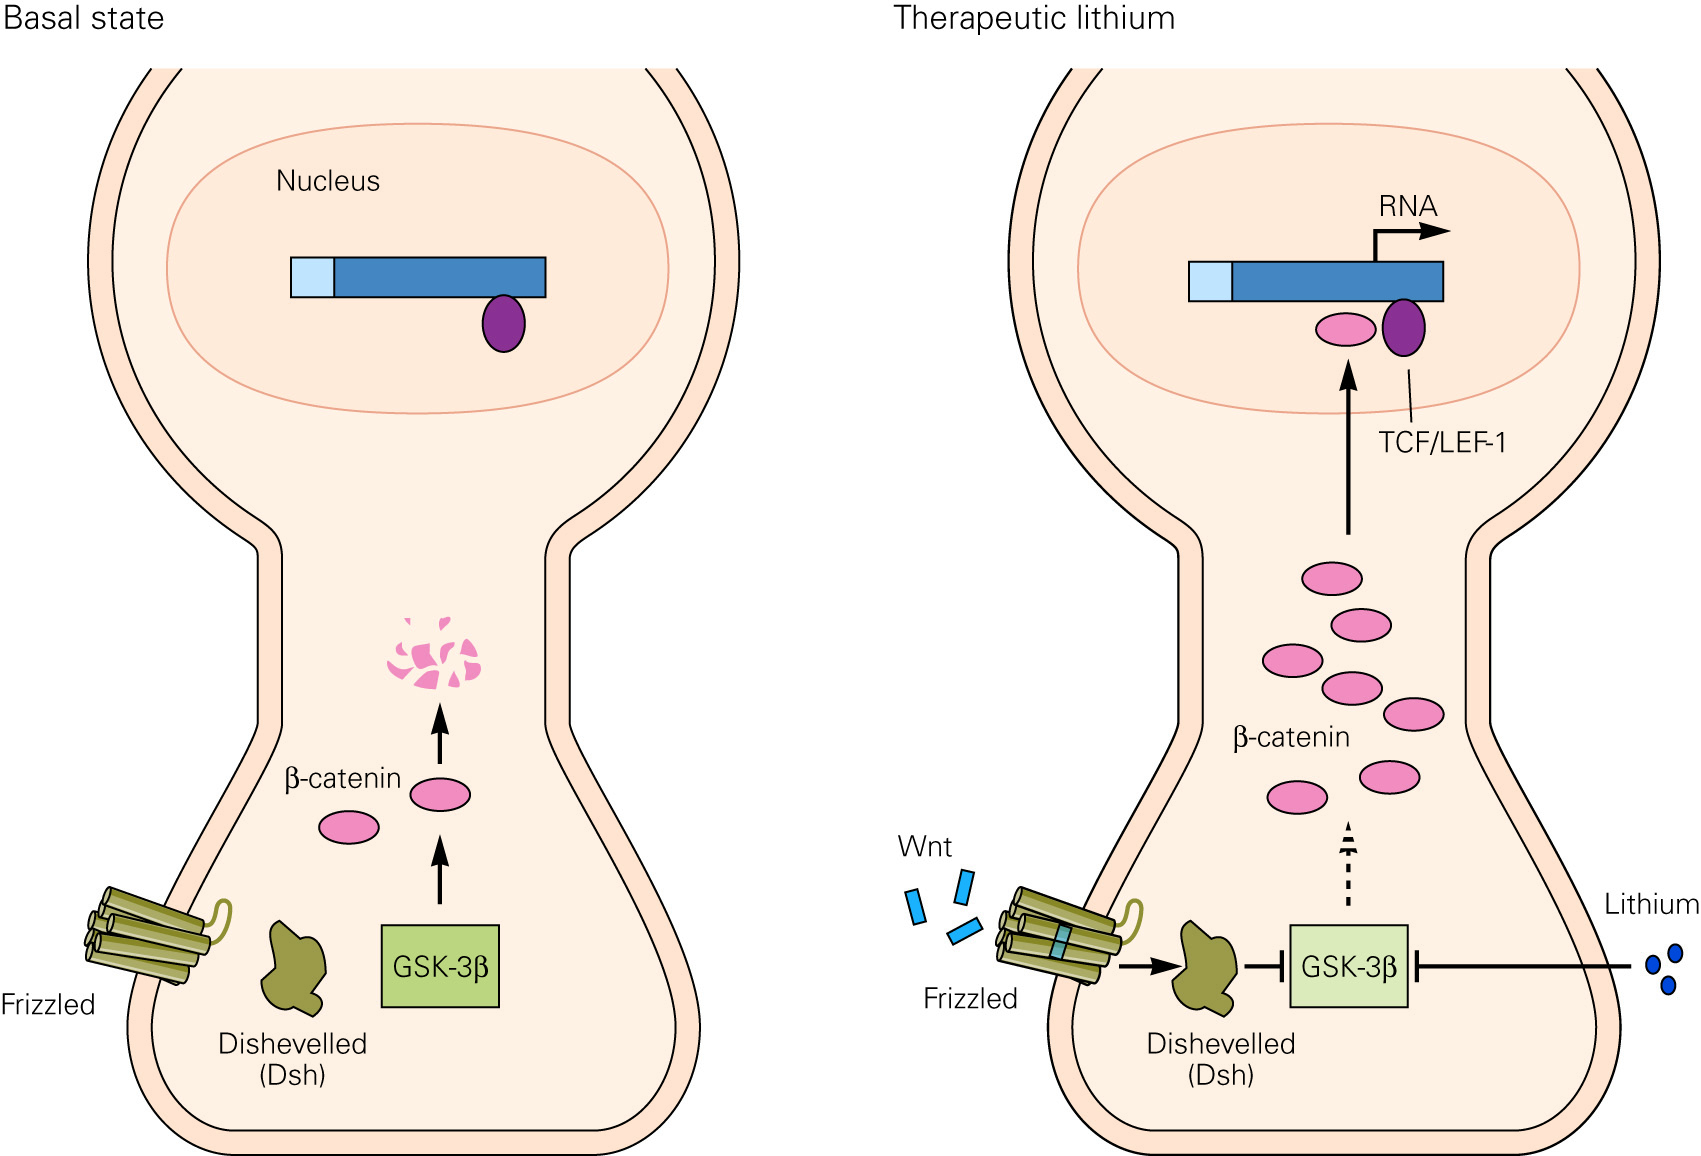 Basal state
Nucleus
β-catenin
Frizzled
GSK-3β
Dishevelled
(Dsh)
Therapeutic lithium
RNA
TCF/LEF-1
β-catenin
Wnt
Lithium
Frizzled
GSK-3β
Dishevelled
(Dsh)